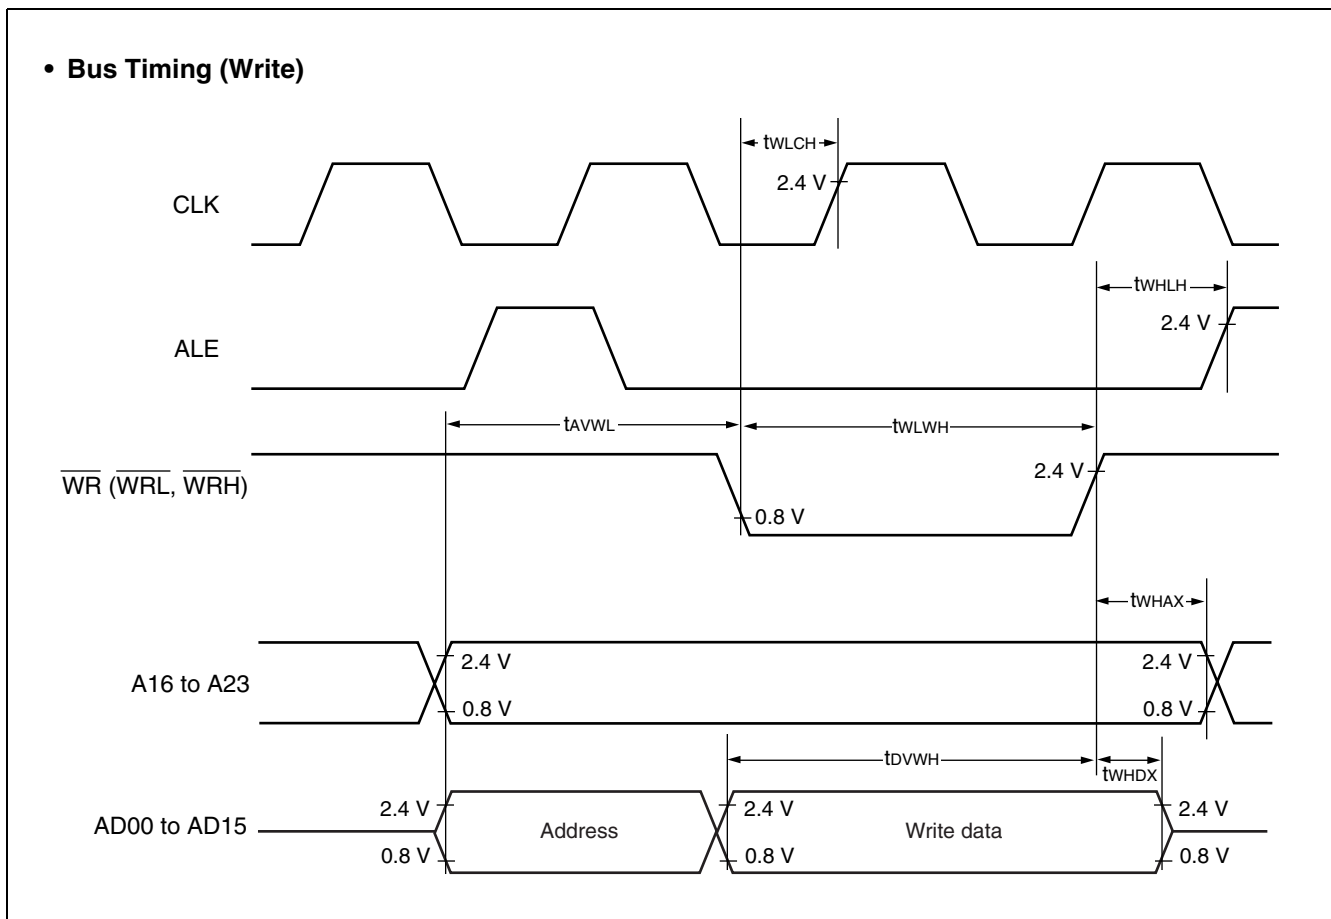 • Bus Timing (Write)
tWLCH
2.4 V
CLK
tWHLH
2.4 V
ALE
tAVWL
tWLWH
WR (WRL, WRH)
2.4 V
0.8 V
tWHAX
2.4 V
2.4 V
A16 to A23
0.8 V
0.8 V
tDVWH
tWHDX
2.4 V
2.4 V
2.4 V
AD00 to AD15
Address
Write data
0.8 V
0.8 V
0.8 V